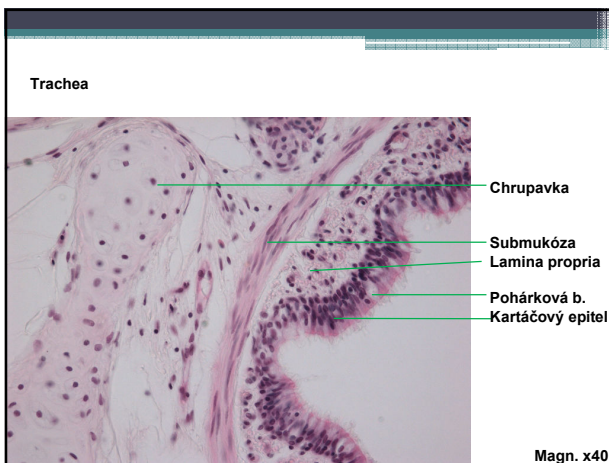 Trachea
Chrupavka
Submukóza
Lamina propria
Pohárková b.
Kartáčový epitel
Magn. x40